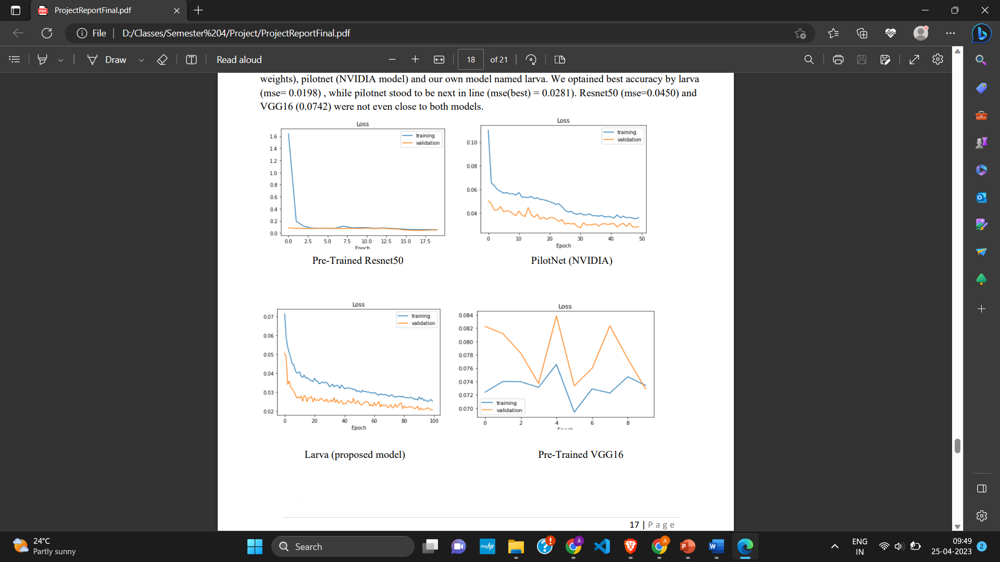 ProjectReportFinal.pdf
File | D:/Classes/Semester%204/Project/ProjectReportFinal.pdf
Draw
Read aloud
18 of 21
weights), pilotnet (NVIDIA model) and our own model named larva. We optained best accuracy by larva
(mse= 0.0198) , while pilotnet stood to be next in line (mse(best) = 0.0281). Resnet50 (mse=0.0450) and
VGG16 (0.0742) were not even close to both models.
Loss
training
validation
1.6
1.4
1.2
1.0
0.8
0.6
0.4
0.2
0.0
0.0 2.5 5.0 7.5 10.0 12.5 15.0 17.5
Epoch
Pre-Trained Resnet50
Loss
training
validation
0.10
0.08
0.06
0.04
0 10 20 30 40 50
Epoch
PilotNet (NVIDIA)
Loss
training
validation
0.07
0.06
0.05
0.04
0.03
0.02
0 20 40 60 80 100
Epoch
Larva (proposed model)
Loss
0.084
0.082
0.080
0.078
0.076
0.074
0.072
0.070
training
validation
0 2 4 6 8
Epoch
Pre-Trained VGG16
17 | Page
24°C
Partly sunny
Search
myhp
ENG
IN
09:49
25-04-2023
2